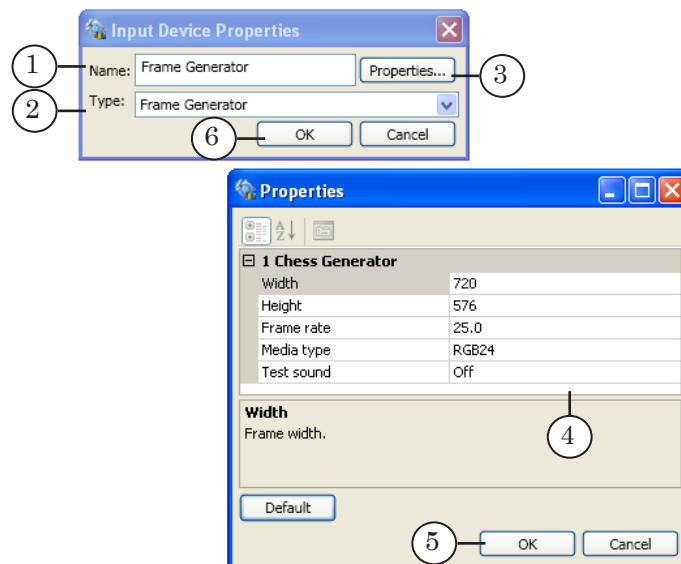 Input Device Properties
1 Name: Frame Generator Properties... 3
2 Type: Frame Generator
6 OK Cancel
Properties
1 Chess Generator
Width 720
Height 576
Frame rate 25.0
Media type RGB24
Test sound Off
4
Width
Frame width.
Default
5 OK Cancel